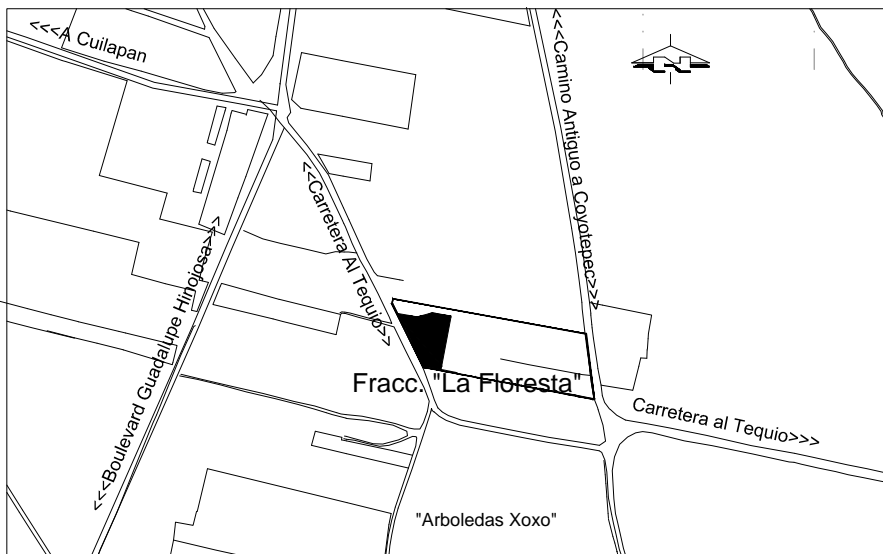 <<<A Cuilapan
<<<Camino Antiguo a Coyotepec>>>
<<Carretera Al Tequio>>
<<<Boulevard Guadalupe Hinojosa>>>
Fracc. "La Floresta"
Carretera al Tequio>>>
"Arboledas Xoxo"